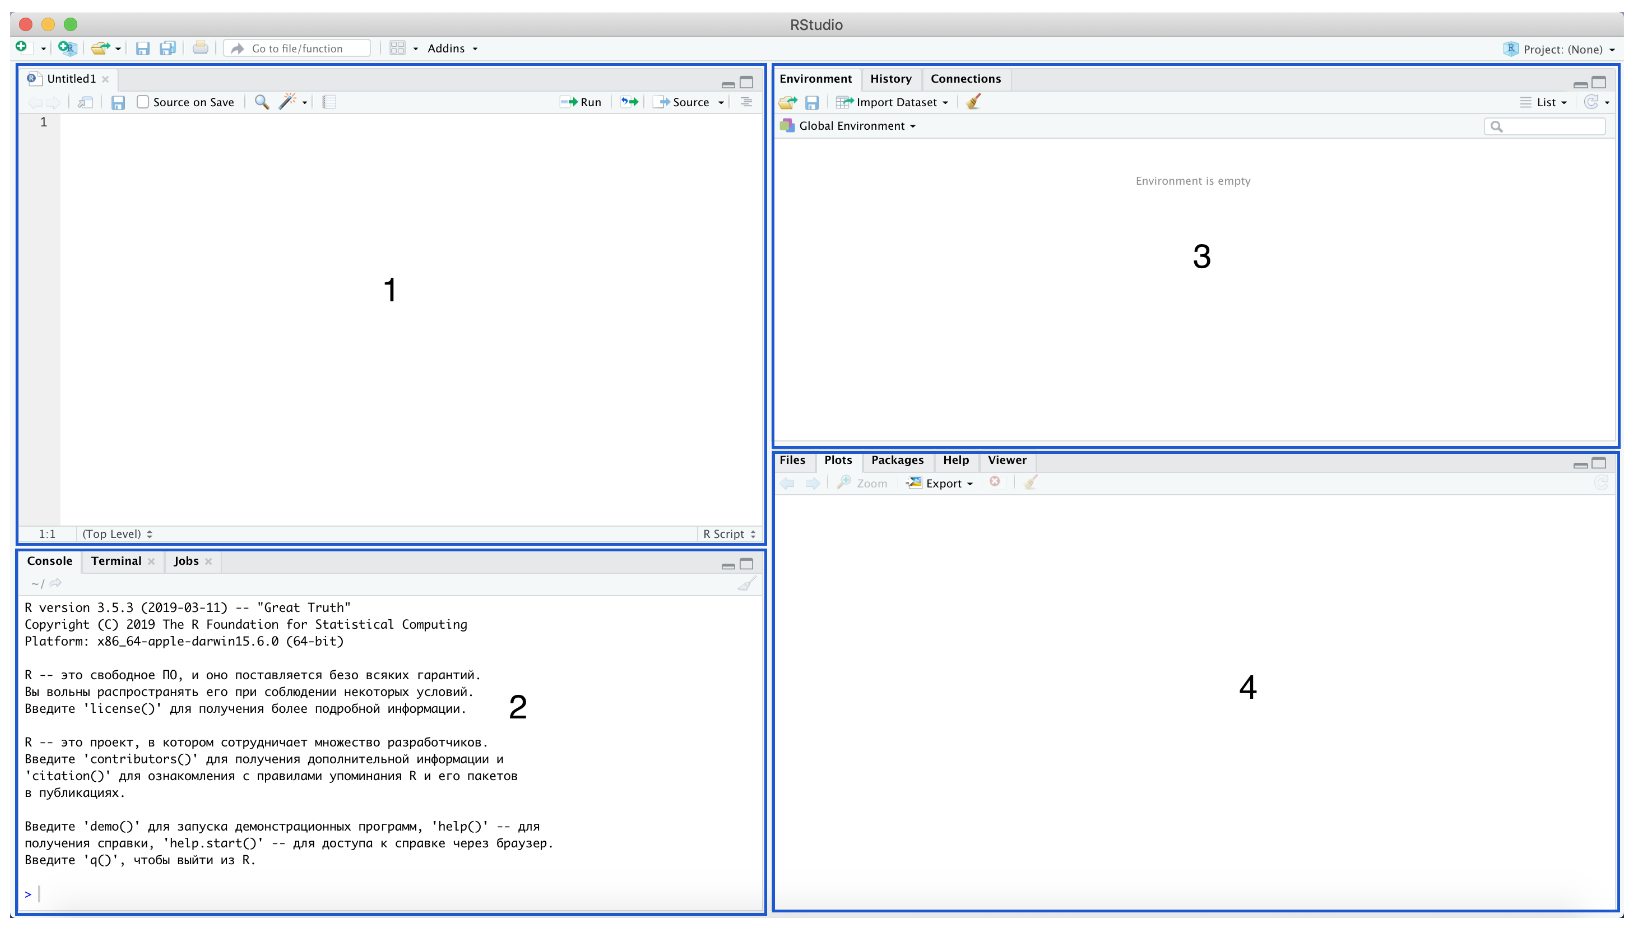 RStudio
Go to file/function Addins
Project: (None)
Untitled1
Source on Save Run Source
1
1
1:1 (Top Level) R Script
Console Terminal Jobs
~/
R version 3.5.3 (2019-03-11) -- "Great Truth"
Copyright (C) 2019 The R Foundation for Statistical Computing
Platform: x86_64-apple-darwin15.6.0 (64-bit)
R -- это свободное ПО, и оно поставляется безо всяких гарантий.
Вы вольны распространять его при соблюдении некоторых условий.
Введите 'license()' для получения более подробной информации.
2
R -- это проект, в котором сотрудничает множество разработчиков.
Введите 'contributors()' для получения дополнительной информации и
'citation()' для ознакомления с правилами упоминания R и его пакетов
в публикациях.
Введите 'demo()' для запуска демонстрационных программ, 'help()' -- для
получения справки, 'help.start()' -- для доступа к справке через браузер.
Введите 'q()', чтобы выйти из R.
>
Environment History Connections
Import Dataset List
Global Environment
Environment is empty
3
Files Plots Packages Help Viewer
Zoom Export
4